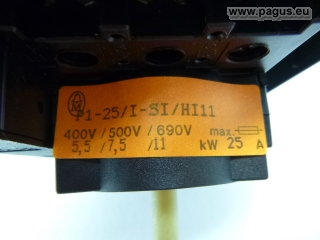 www.pagus.eu
P1-25/I-SI/HI11
400V/500V/690V max.
5,5 /7,5 /11 kW 25 A